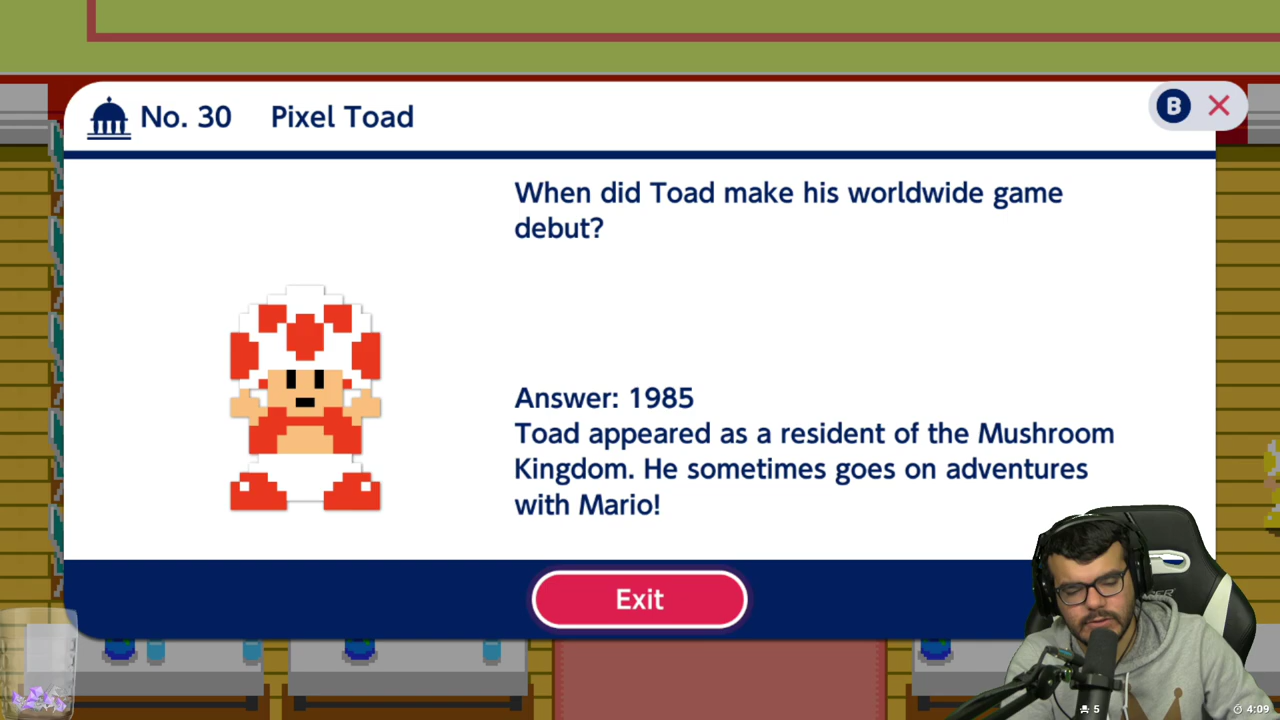 No. 30 Pixel Toad
B
When did Toad make his worldwide game
debut?
Answer: 1985
Toad appeared as a resident of the Mushroom
Kingdom. He sometimes goes on adventures
with Mario!
Exit
5
4:09